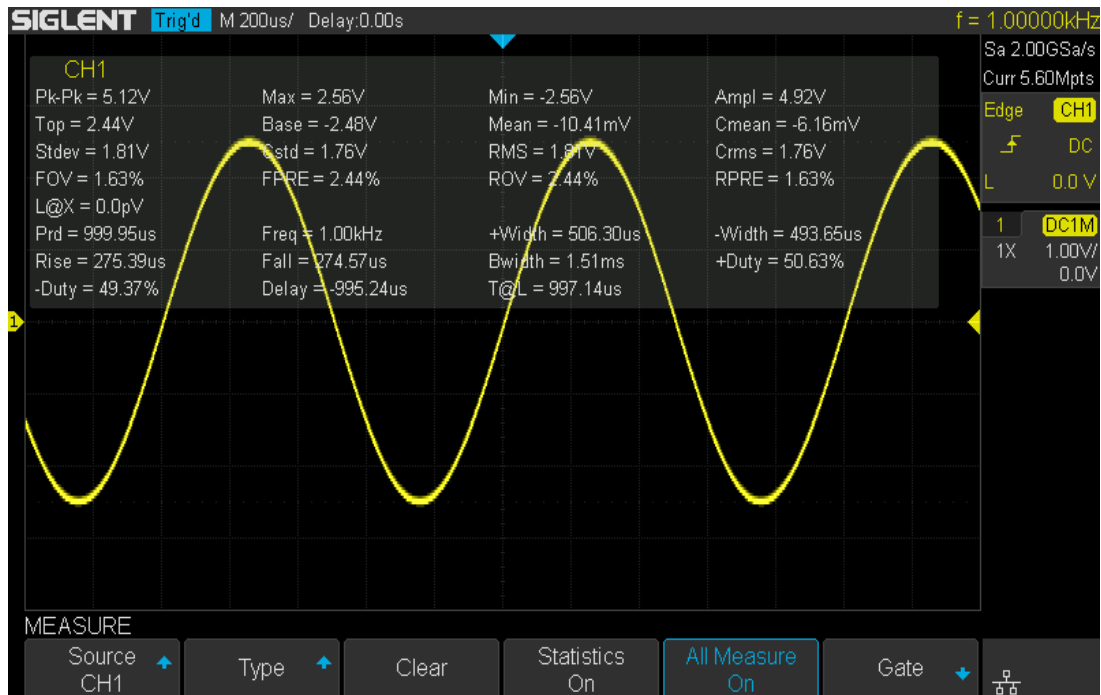 SIGLENT Trig'd M 200us/ Delay:0.00s f = 1.00000kHz
Sa 2.00GSa/s
Curr 5.60Mpts
Edge CH1
DC
L 0.0 V
1 DC1M
1X 1.00V/
0.0V
CH1
Pk-Pk = 5.12V Max = 2.56V Min = -2.56V Ampl = 4.92V
Top = 2.44V Base = -2.48V Mean = -10.41mV Cmean = -6.16mV
Stdev = 1.81V Cstd = 1.76V RMS = 1.81V Crms = 1.76V
FOV = 1.63% FPRE = 2.44% ROV = 2.44% RPRE = 1.63%
L@X = 0.0pV
Prd = 999.95us Freq = 1.00kHz +Width = 506.30us -Width = 493.65us
Rise = 275.39us Fall = 274.57us Bwidth = 1.51ms +Duty = 50.63%
-Duty = 49.37% Delay = -995.24us T@L = 997.14us
1
MEASURE
Source Type Clear Statistics All Measure Gate
CH1 On On